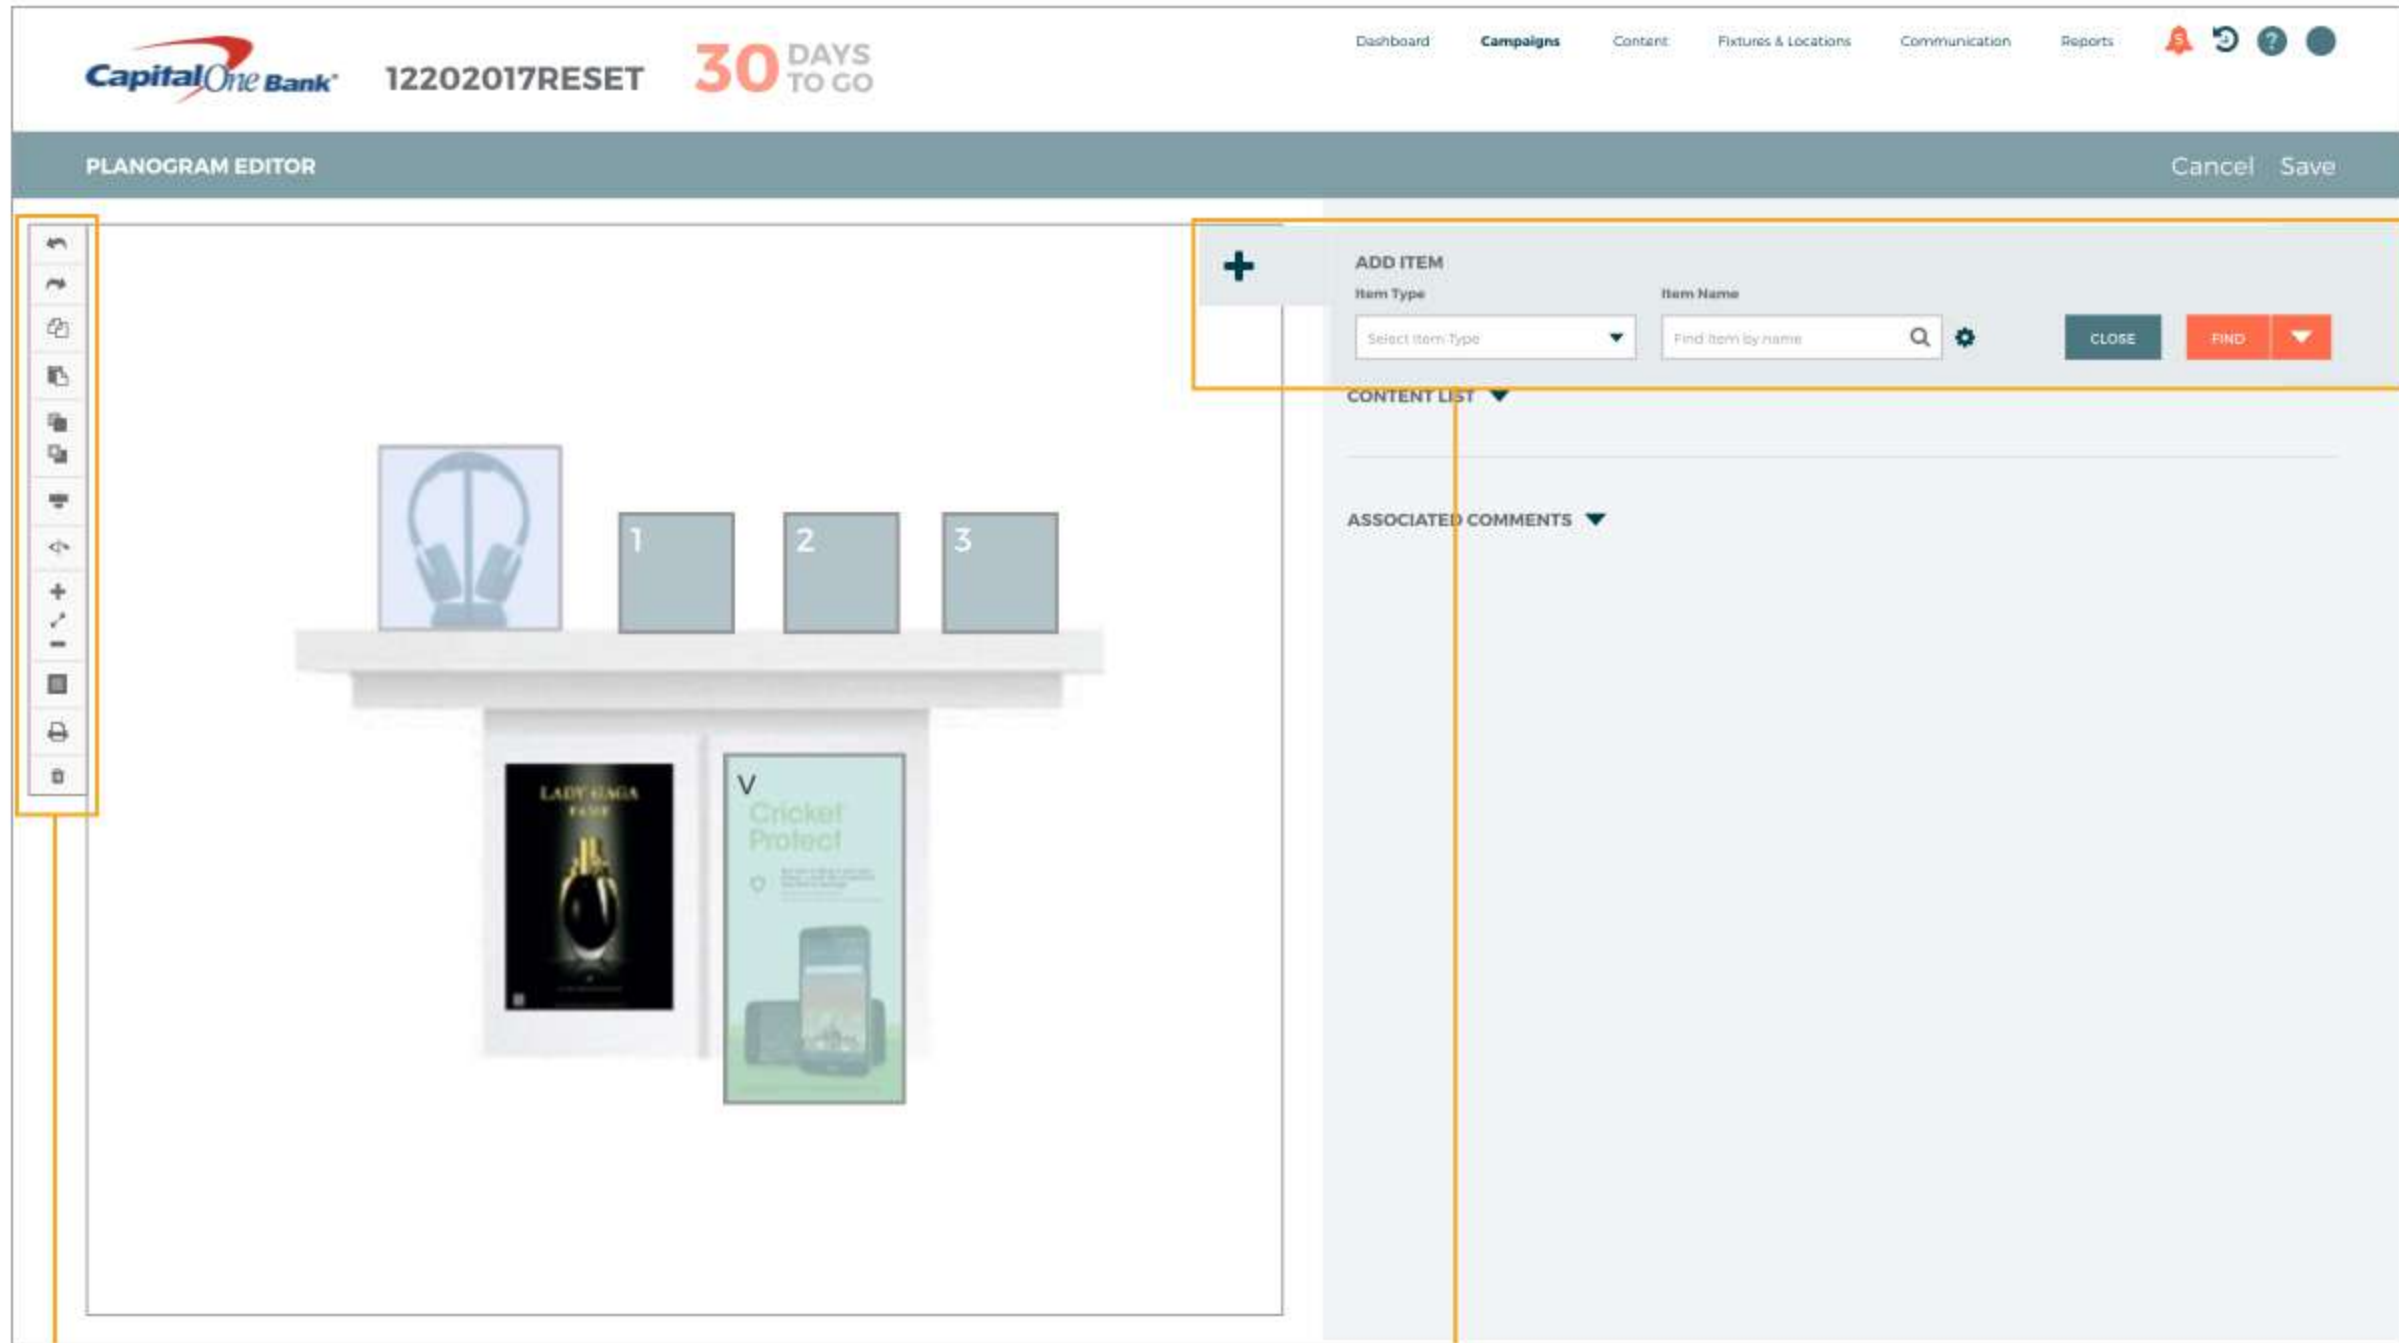 CapitalOne Bank
12202017RESET
30 DAYS
TO GO
Dashboard Campaigns Content Fixtures & Locations Communication Reports
PLANOGRAM EDITOR
Cancel Save
ADD ITEM
Item Type Item Name
Select Item Type
Find item by name
CLOSE
FIND
CONTENT LIST
ASSOCIATED COMMENTS
1 2 3
LADY GAGA
FAME
V
Cricket
Protect